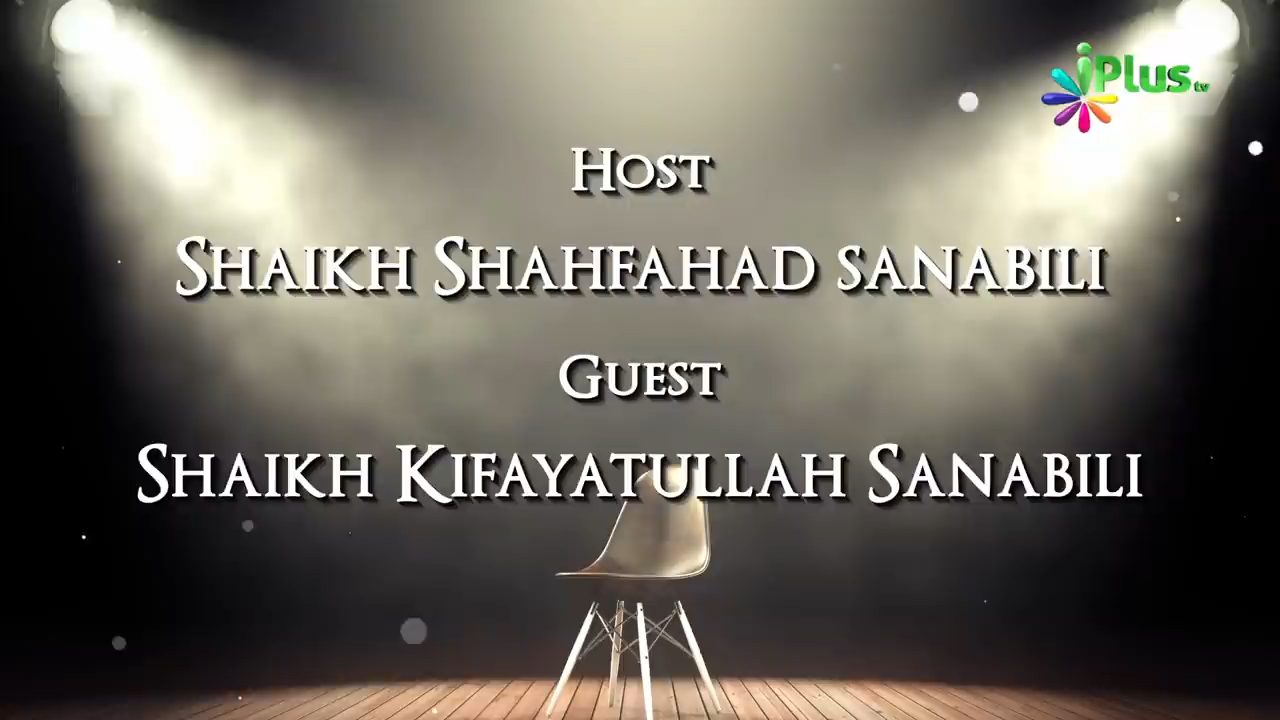 iPlus tv
Host
Shaikh Shahfahad sanabili
Guest
Shaikh Kifayatullah Sanabili